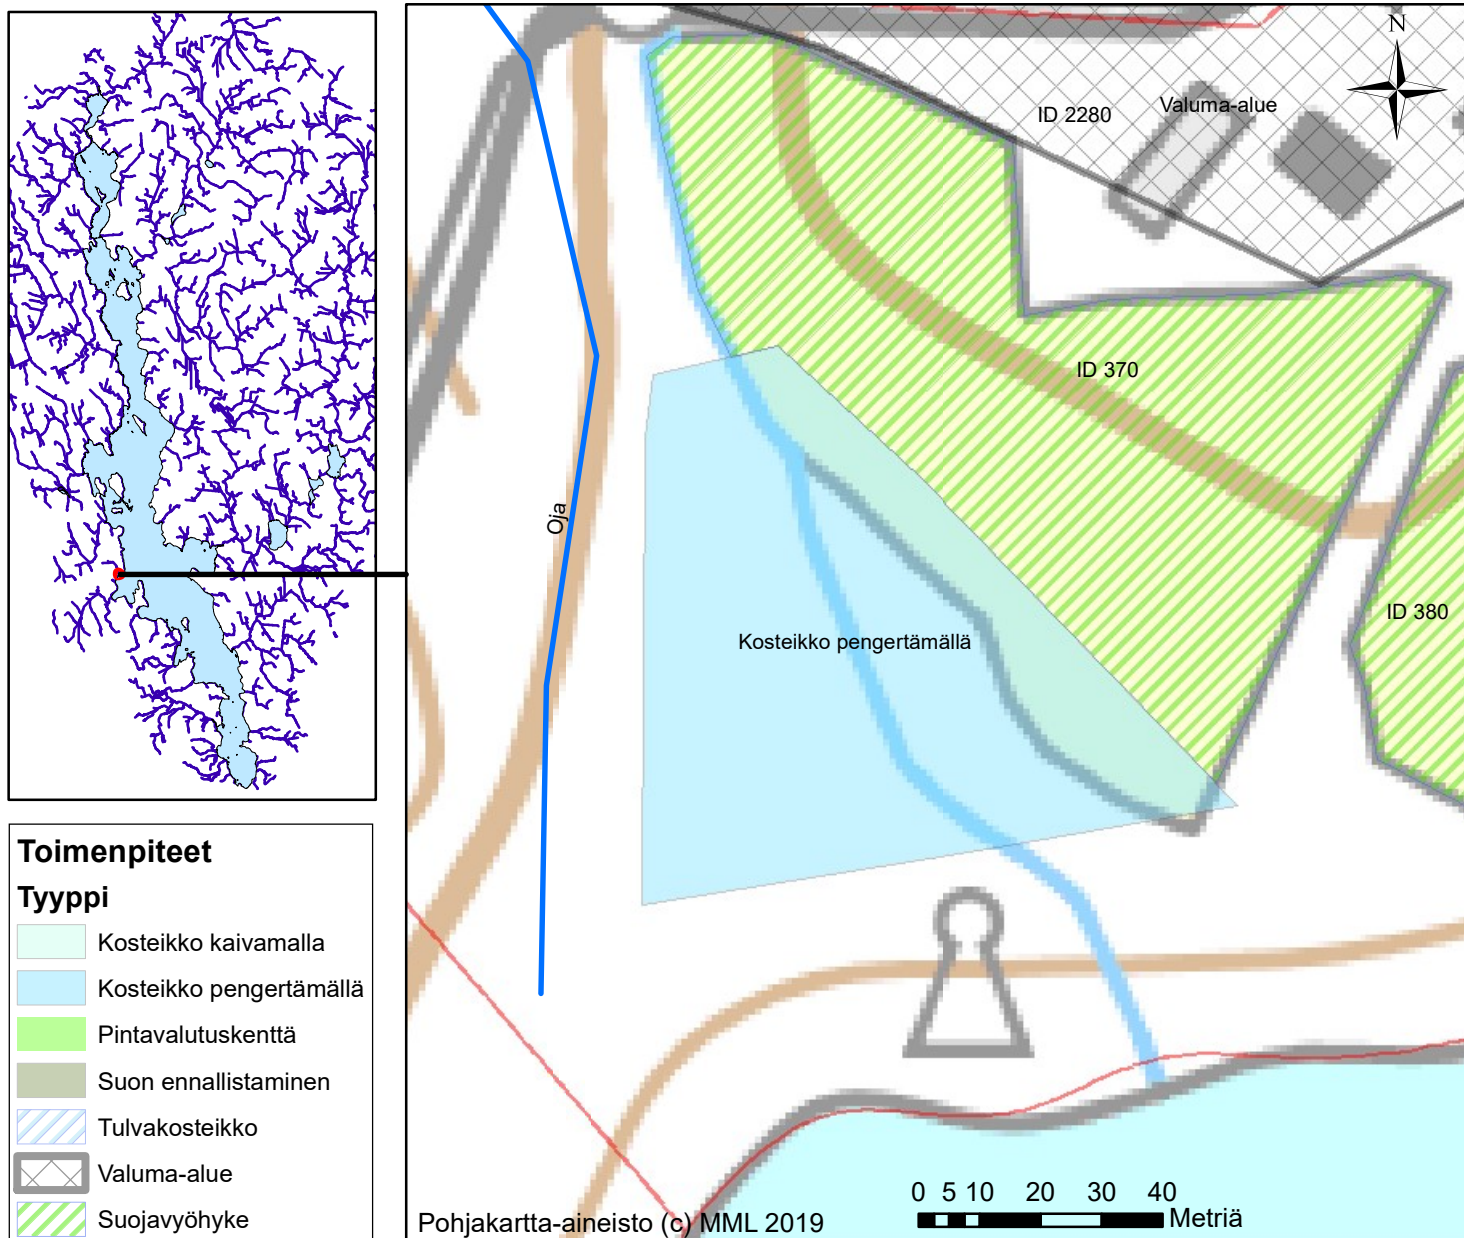 N
ID 2280
Valuma-alue
ID 370
Oja
ID 380
Kosteikko pengertämällä
Toimenpiteet
Tyyppi
Kosteikko kaivamalla
Kosteikko pengertämällä
Pintavalutuskenttä
Suon ennallistaminen
Tulvakosteikko
Valuma-alue
Suojavyöhyke
0 5 10 20 30 40
Metriä
Pohjakartta-aineisto (c) MML 2019